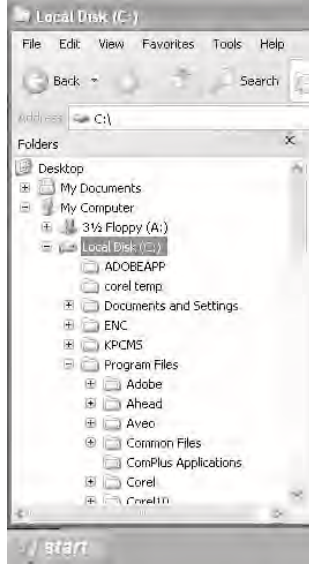 Local Disk (C:)
File Edit View Favorites Tools Help
Back Search
Address C:\
Folders
Desktop
My Documents
My Computer
3½ Floppy (A:)
Local Disk (C:)
ADOBEAPP
corel temp
Documents and Settings
ENC
KPCMS
Program Files
Adobe
Ahead
Aveo
Common Files
ComPlus Applications
Corel
Corel10
start